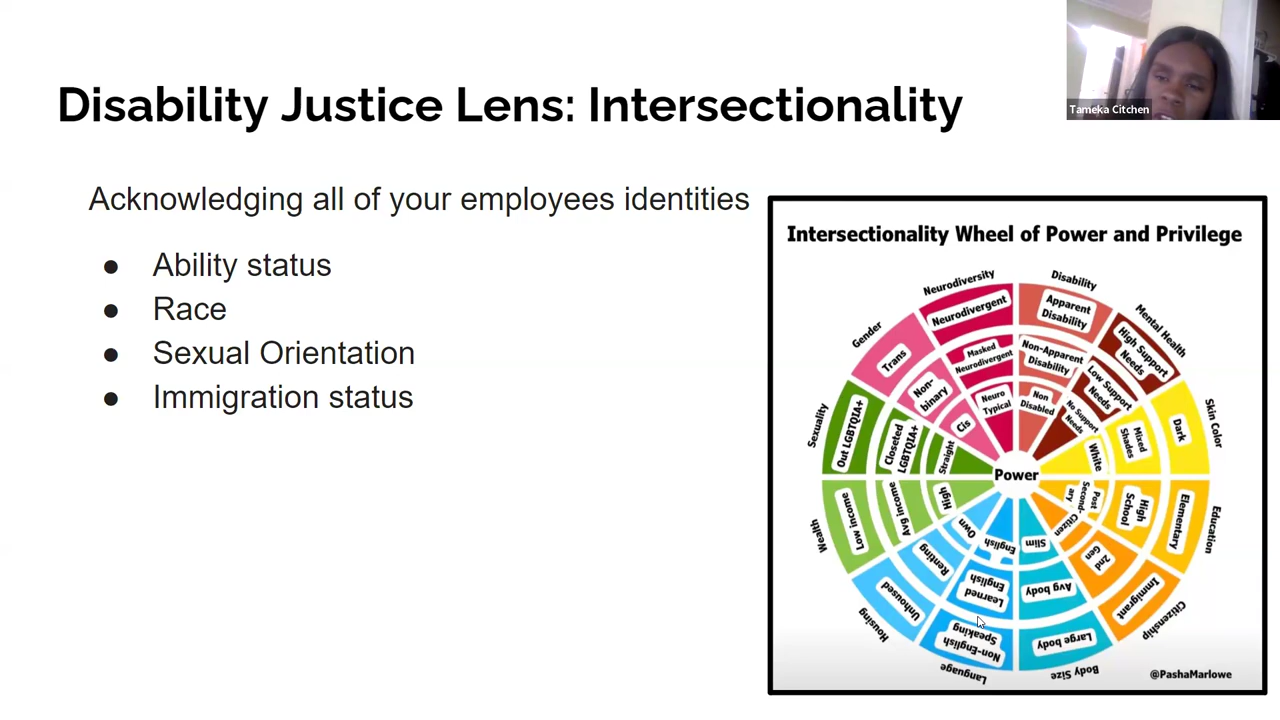 Disability Justice Lens: Intersectionality
Tameka Citchen
Acknowledging all of your employees identities
● Ability status
● Race
● Sexual Orientation
● Immigration status
Intersectionality Wheel of Power and Privilege
Neurodiversity
Neurodivergent
Masked
Neurodivergent
Neuro
Typical
Disability
Apparent
Disability
Non-Apparent
Disability
Non
Disabled
Mental Health
High Support
Needs
Low Support
Needs
No Support
Needs
Skin Color
Dark
Mixed
Shades
White
Education
Elementary
High
School
Post
Second-
ary
Citizenship
Immigrant
2nd
Gen
Citizen
Body Size
Large body
Avg body
Slim
Language
Non-English
Speaking
Learned
English
English
Housing
Unhoused
Renting
Own
Wealth
Low income
Avg income
High
Sexuality
Out LGBTQIA+
Closeted
LGBTQIA+
Straight
Gender
Trans
Non-
binary
Cis
Power
@PashaMarlowe